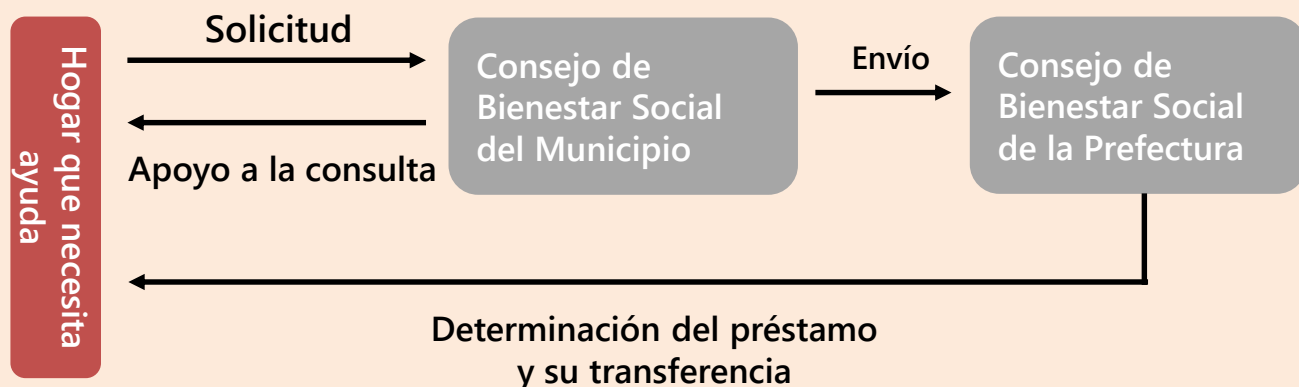 Hogar que necesita
ayuda
Solicitud
Apoyo a la consulta
Consejo de
Bienestar Social
del Municipio
Envío
Consejo de
Bienestar Social
de la Prefectura
Determinación del préstamo
y su transferencia